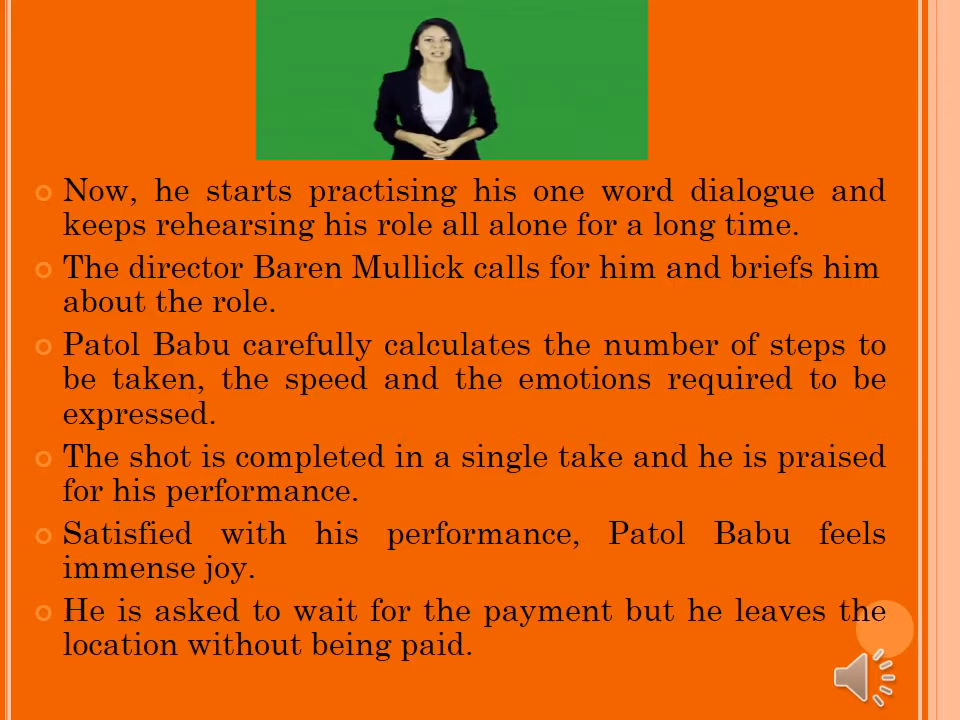 Now, he starts practising his one word dialogue and
keeps rehearsing his role all alone for a long time.
The director Baren Mullick calls for him and briefs him
about the role.
Patol Babu carefully calculates the number of steps to
be taken, the speed and the emotions required to be
expressed.
The shot is completed in a single take and he is praised
for his performance.
Satisfied with his performance, Patol Babu feels
immense joy.
He is asked to wait for the payment but he leaves the
location without being paid.